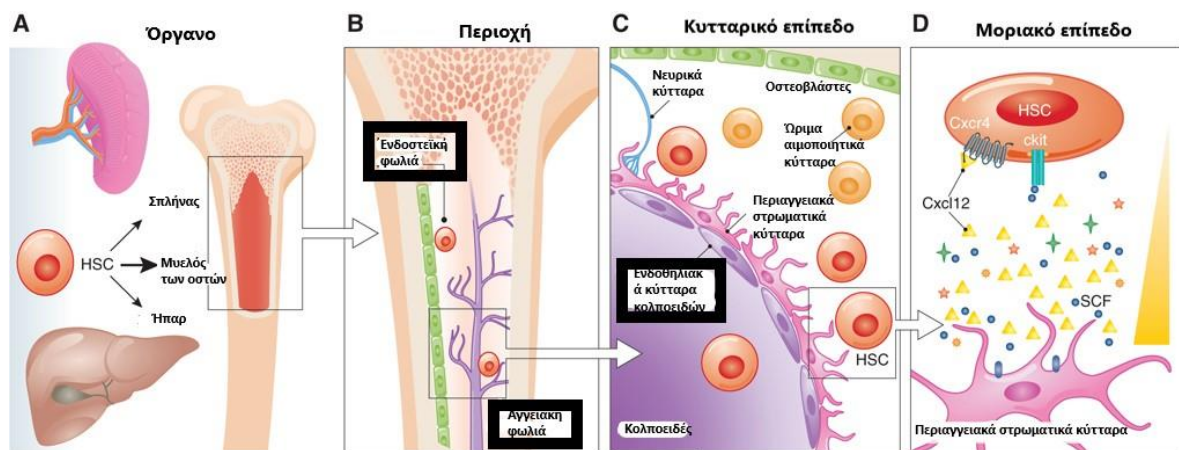 A
Όργανο
Σπλήνας
HSC
Μυελός
των οστών
Ήπαρ
B
Περιοχή
Ένδοστεϊκή
φωλιά
Αγγειακή
φωλιά
C
Κυτταρικό επίπεδο
Νευρικά
κύτταρα
Οστεοβλάστες
Ώριμα
αιμοποιητικά
κύτταρα
Περιαγγειακά
στρωματικά
κύτταρα
Ενδοθηλιακ
ά κύτταρα
κολποειδών
HSC
Κολποειδές
D
Μοριακό επίπεδο
HSC
Cxcr4
ckit
Cxcl12
SCF
Περιαγγειακά στρωματικά κύτταρα